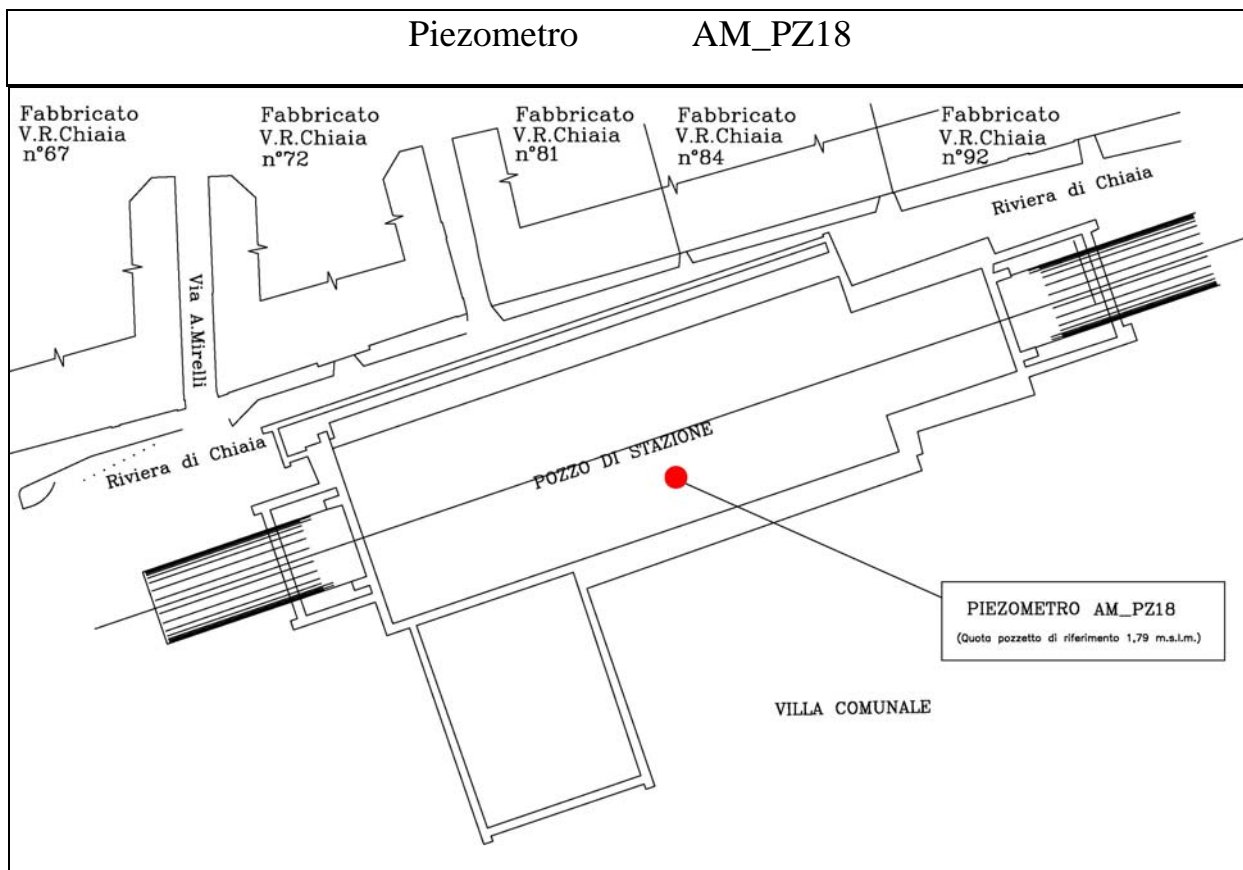 Piezometro AM_PZ18
Fabbricato
V.R.Chiaia
n°67
Fabbricato
V.R.Chiaia
n°72
Fabbricato
V.R.Chiaia
n°81
Fabbricato
V.R.Chiaia
n°84
Fabbricato
V.R.Chiaia
n°92
Riviera di Chiaia
Via A.Mirelli
Riviera di Chiaia
POZZO DI STAZIONE
PIEZOMETRO AM_PZ18
(Quota pozzetto di riferimento 1,79 m.s.l.m.)
VILLA COMUNALE